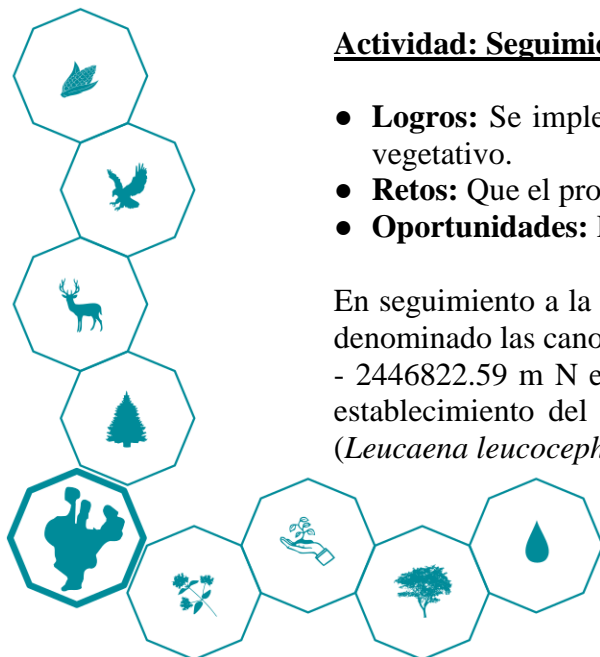 Actividad: Seguimie
● Logros: Se imple
vegetativo.
● Retos: Que el pro
● Oportunidades:
En seguimiento a la
denominado las cano
- 2446822.59 m N e
establecimiento del
(Leucaena leucoceph